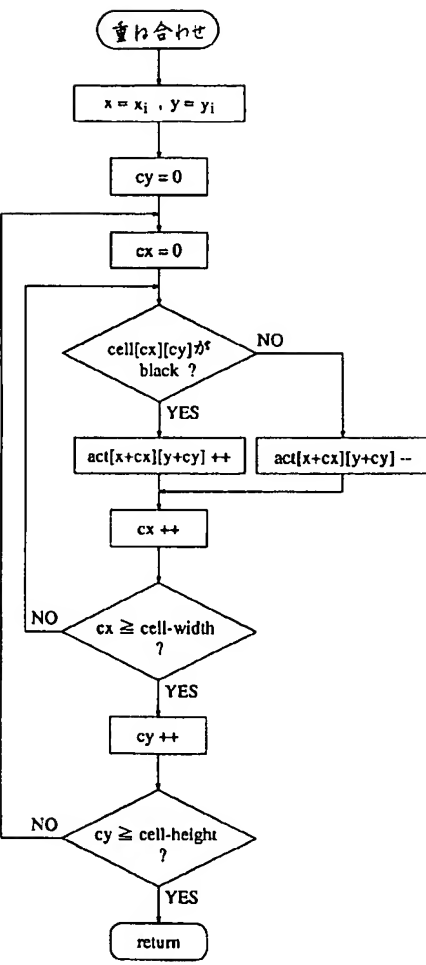 重ね合わせ
x = xi , y = yi
cy = 0
cx = 0
cell[cx][cy]が
black ?
NO
YES
act[x+cx][y+cy] ++
act[x+cx][y+cy] --
cx ++
NO
cx ≧ cell-width
?
YES
cy ++
NO
cy ≧ cell-height
?
YES
return